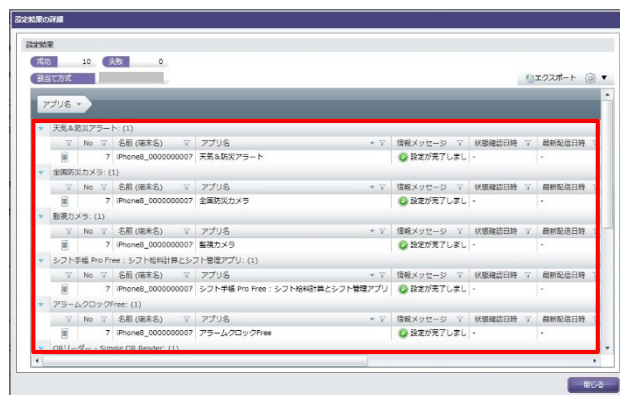 設定結果の詳細
設定結果
成功 10 失敗 0
割当て方式
エクスポート
アプリ名
天気&防災アラート: (1)
No 名前 (端末名) アプリ名 情報メッセージ 状態確認日時 最新配信日時
7 iPhone8_0000000007 天気&防災アラート 設定が完了しまし - -
全国防災カメラ: (1)
No 名前 (端末名) アプリ名 情報メッセージ 状態確認日時 最新配信日時
7 iPhone8_0000000007 全国防災カメラ 設定が完了しまし - -
監視カメラ: (1)
No 名前 (端末名) アプリ名 情報メッセージ 状態確認日時 最新配信日時
7 iPhone8_0000000007 監視カメラ 設定が完了しまし - -
シフト手帳 Pro Free : シフト給料計算とシフト管理アプリ: (1)
No 名前 (端末名) アプリ名 情報メッセージ 状態確認日時 最新配信日時
7 iPhone8_0000000007 シフト手帳 Pro Free : シフト給料計算とシフト管理アプリ 設定が完了しまし - -
アラームクロックFree: (1)
No 名前 (端末名) アプリ名 情報メッセージ 状態確認日時 最新配信日時
7 iPhone8_0000000007 アラームクロックFree 設定が完了しまし - -
QRリーダー - Simple QR Reader: (1)
閉じる